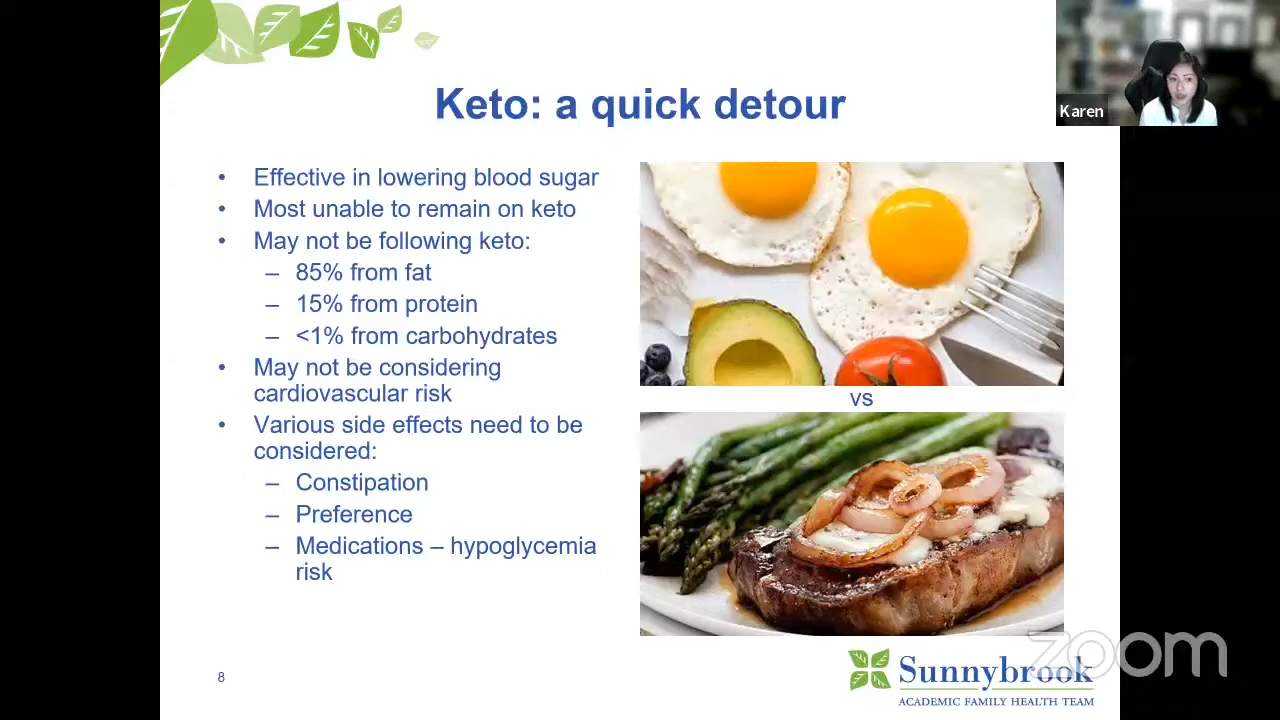 Keto: a quick detour
Karen
• Effective in lowering blood sugar
• Most unable to remain on keto
• May not be following keto:
– 85% from fat
– 15% from protein
– <1% from carbohydrates
• May not be considering
cardiovascular risk
• Various side effects need to be
considered:
– Constipation
– Preference
– Medications – hypoglycemia
risk
vs
8
Sunnybrook
ACADEMIC FAMILY HEALTH TEAM
zoom